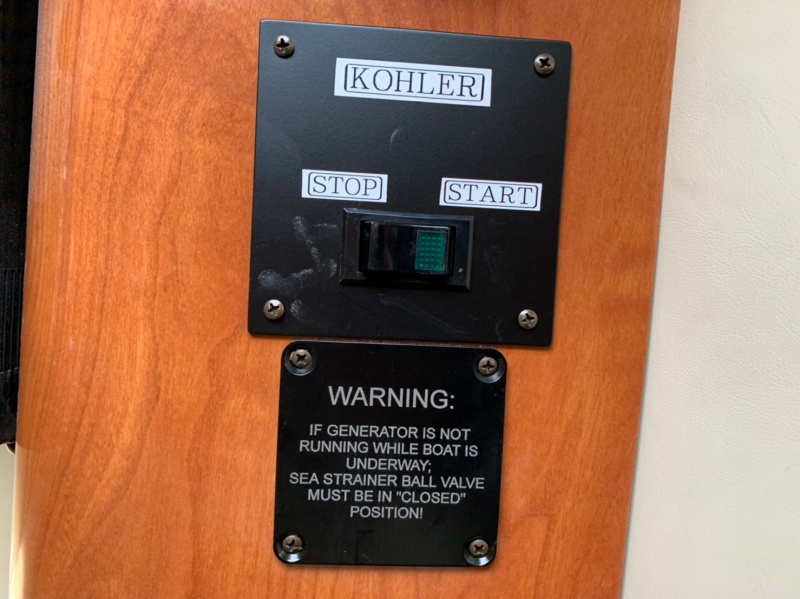 KOHLER
STOP START
WARNING:
IF GENERATOR IS NOT
RUNNING WHILE BOAT IS
UNDERWAY;
SEA STRAINER BALL VALVE
MUST BE IN "CLOSED"
POSITION!